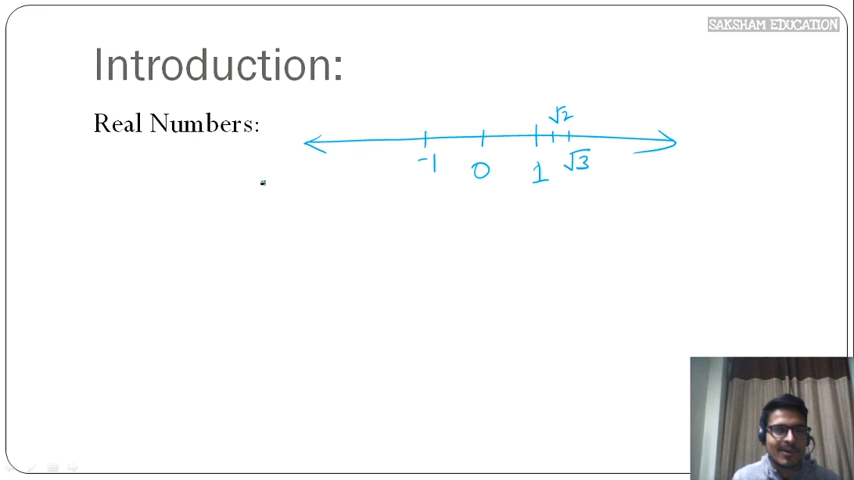 SAKSHAM EDUCATION
Introduction:
Real Numbers:
√2
-1 0 1 √3